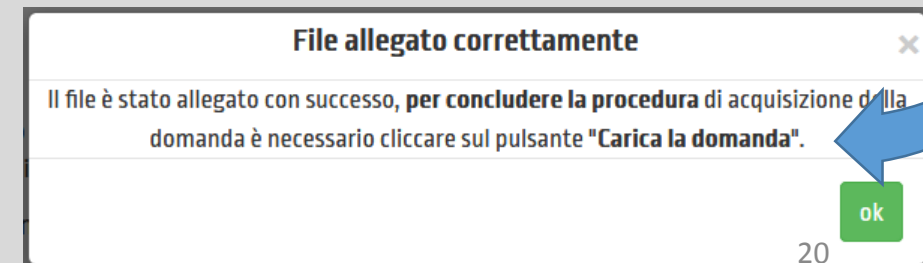 File allegato correttamente
×
Il file è stato allegato con successo, per concludere la procedura di acquisizione della
domanda è necessario cliccare sul pulsante "Carica la domanda".
ok
20